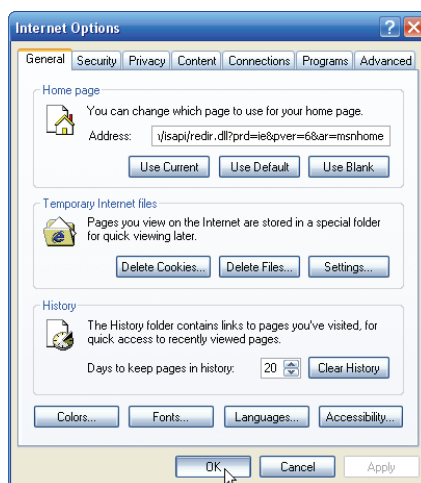 Internet Options
General Security Privacy Content Connections Programs Advanced
Home page
You can change which page to use for your home page.
Address: )/isapi/redir.dll?prd=ie&pver=6&ar=msnhome
Use Current Use Default Use Blank
Temporary Internet files
Pages you view on the Internet are stored in a special folder
for quick viewing later.
Delete Cookies... Delete Files... Settings...
History
The History folder contains links to pages you've visited, for
quick access to recently viewed pages.
Days to keep pages in history: 20 Clear History
Colors... Fonts... Languages... Accessibility...
OK Cancel Apply